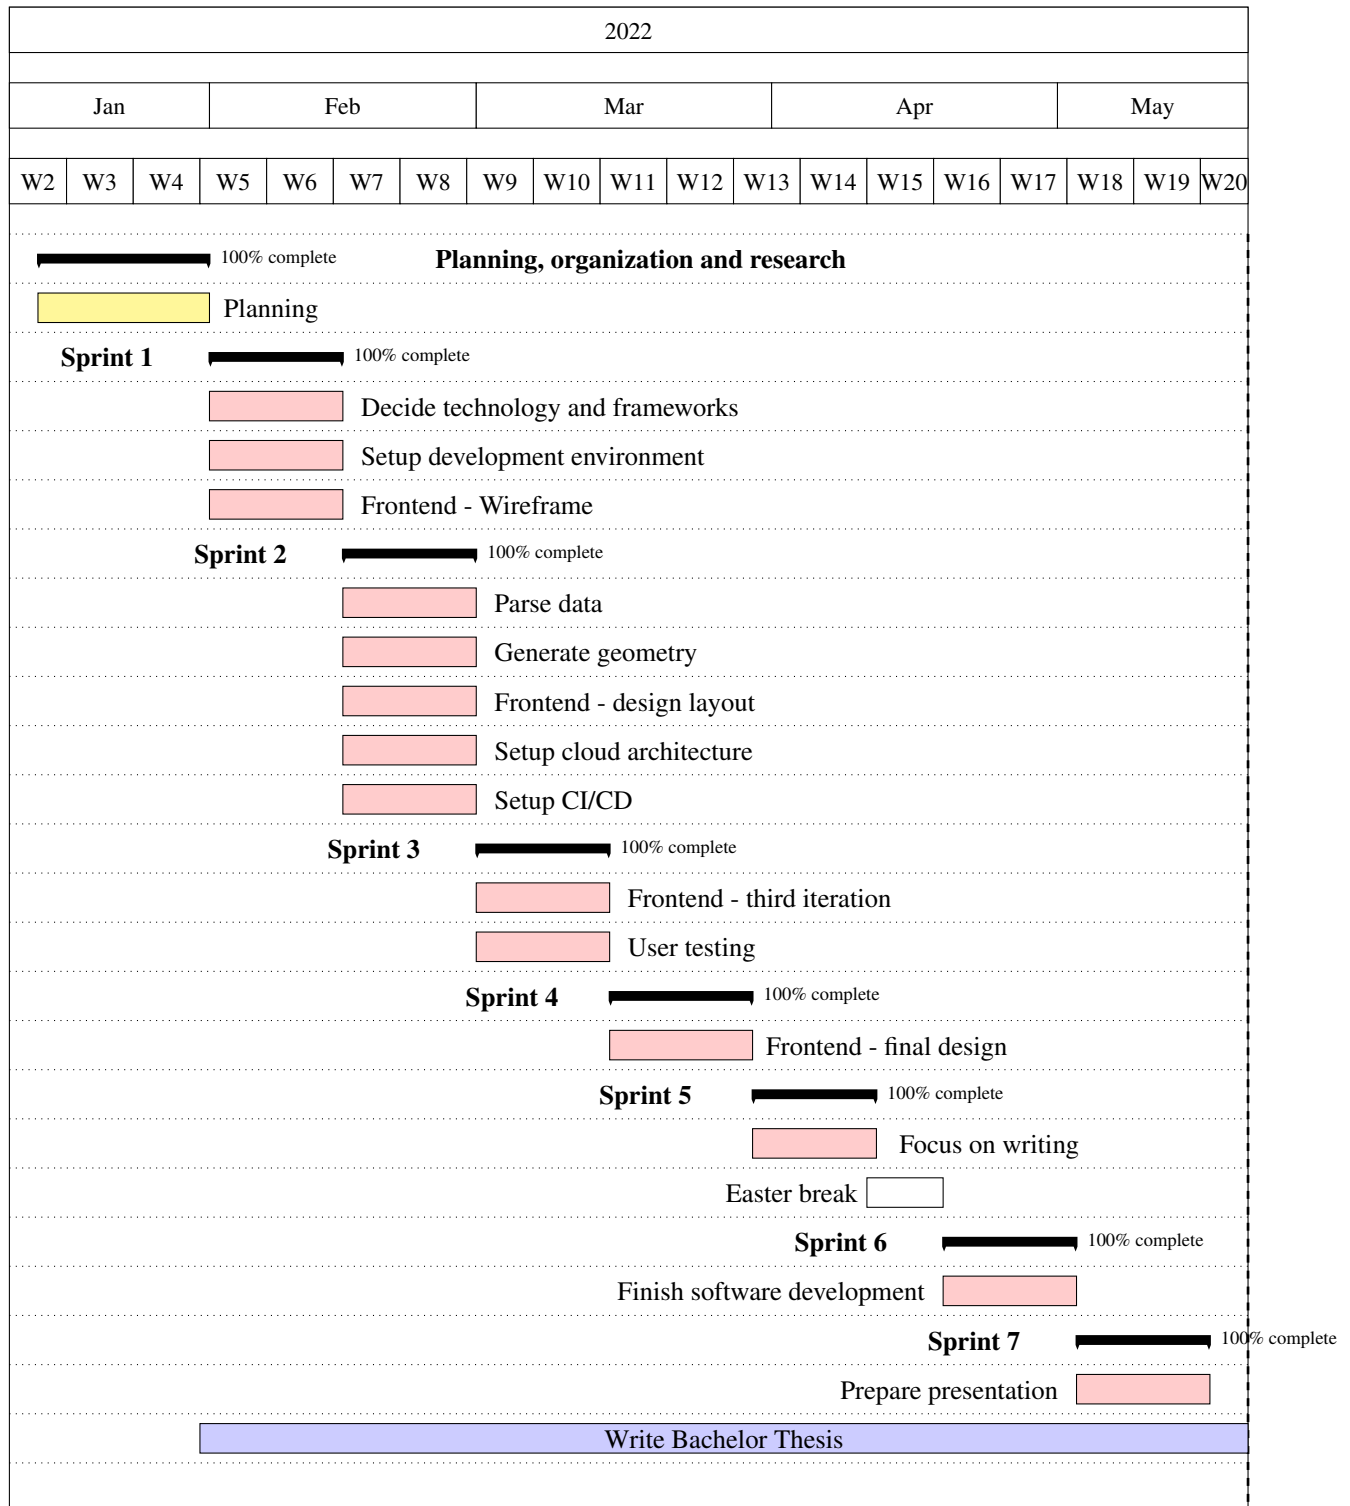 2022
Jan Feb Mar Apr May
W2 W3 W4 W5 W6 W7 W8 W9 W10 W11 W12 W13 W14 W15 W16 W17 W18 W19 W20
100% complete Planning, organization and research
Planning
Sprint 1 100% complete
Decide technology and frameworks
Setup development environment
Frontend - Wireframe
Sprint 2 100% complete
Parse data
Generate geometry
Frontend - design layout
Setup cloud architecture
Setup CI/CD
Sprint 3 100% complete
Frontend - third iteration
User testing
Sprint 4 100% complete
Frontend - final design
Sprint 5 100% complete
Focus on writing
Easter break
Sprint 6 100% complete
Finish software development
Sprint 7 100% complete
Prepare presentation
Write Bachelor Thesis